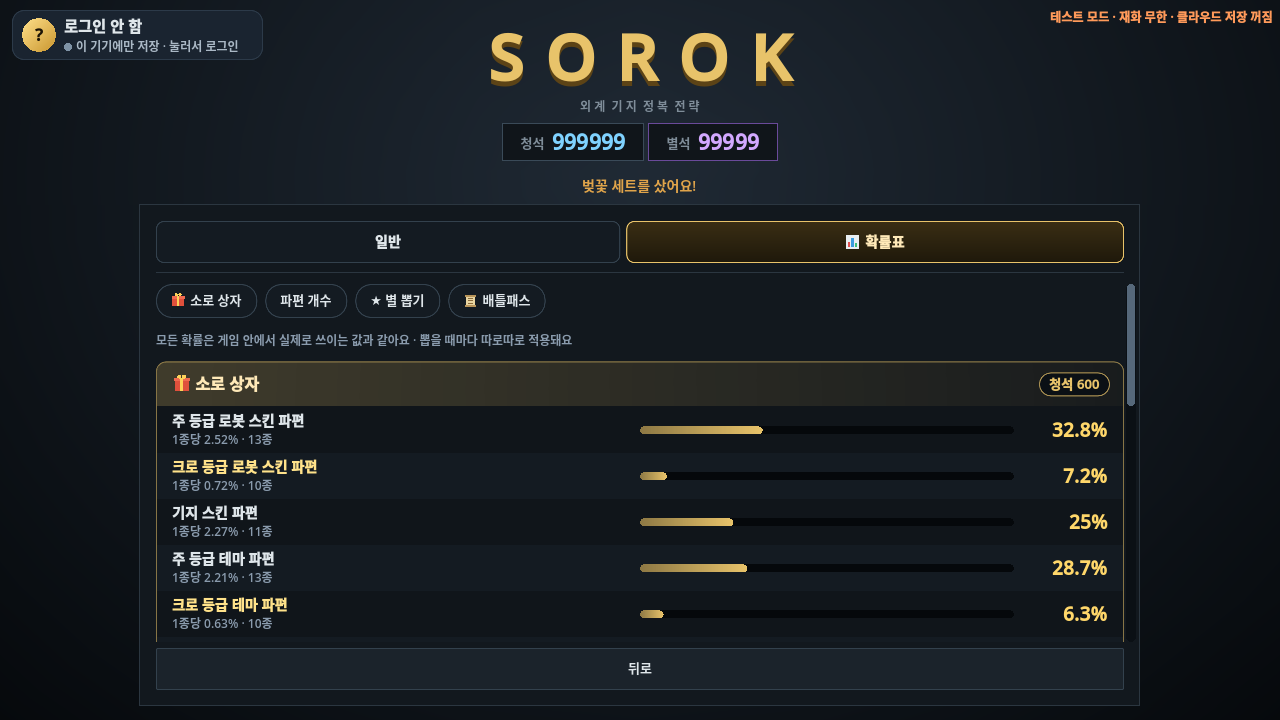 ?
로그인 안 함
이 기기에만 저장 · 눌러서 로그인
테스트 모드 · 재화 무한 · 클라우드 저장 꺼짐
SOROK
외계 기지 정복 전략
청석 999999
별석 99999
벚꽃 세트를 샀어요!
일반
확률표
소로 상자
파편 개수
★ 별 뽑기
배틀패스
모든 확률은 게임 안에서 실제로 쓰이는 값과 같아요 · 뽑을 때마다 따로따로 적용돼요
소로 상자
청석 600
주 등급 로봇 스킨 파편
1종당 2.52% · 13종
32.8%
크로 등급 로봇 스킨 파편
1종당 0.72% · 10종
7.2%
기지 스킨 파편
1종당 2.27% · 11종
25%
주 등급 테마 파편
1종당 2.21% · 13종
28.7%
크로 등급 테마 파편
1종당 0.63% · 10종
6.3%
뒤로